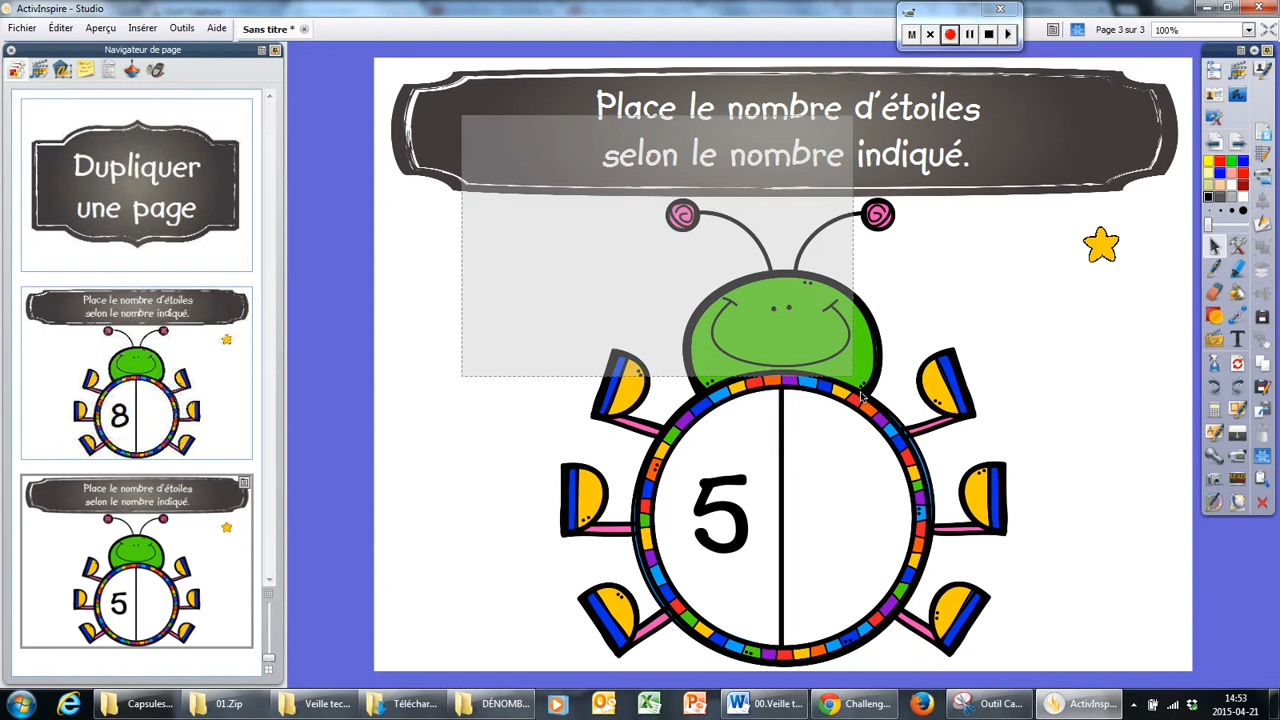 ActivInspire - Studio
Fichier Éditer Aperçu Insérer Outils Aide Sans titre *
M
Page 3 sur 3 100%
Navigateur de page
Dupliquer
une page
Place le nombre d'étoiles
selon le nombre indiqué.
8
Place le nombre d'étoiles
selon le nombre indiqué.
5
Place le nombre d'étoiles
selon le nombre indiqué.
5
Capsules... 01.Zip Veille tec... Téléchar... DÉNOMB... 00.Veille t... Challeng... Outil Ca... ActivInsp...
14:53
2015-04-21